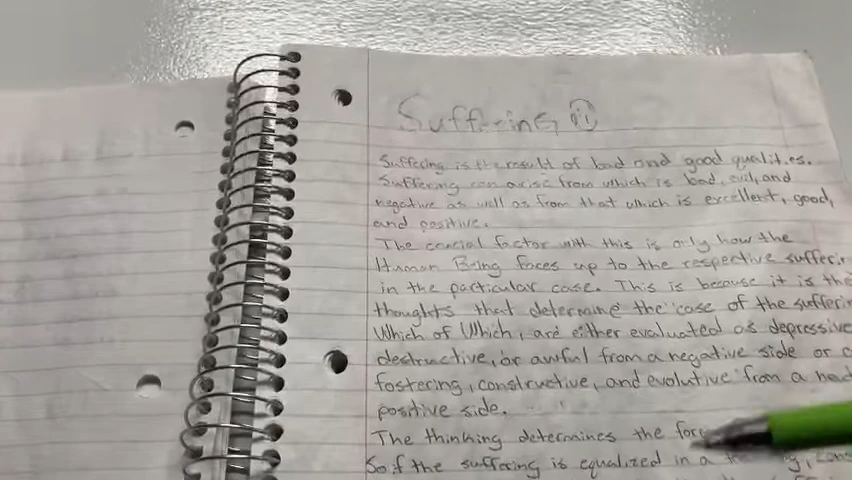 Suffering
Suffering is the result of bad and good qualities.
Suffering can arise from which is bad, evil, and
negative as well as from that which is excellent, good,
and positive.
The crucial factor with this is only how the
Human Being faces up to the respective
in the particular case. This is because it is the
thoughts that determine the case of the
Which of Which, are either evaluated as depressive
destructive, or awful from a negative side or
fostering, constructive, and evolutive from a
positive side.
The thinking determines the
So if the suffering is equalized in a